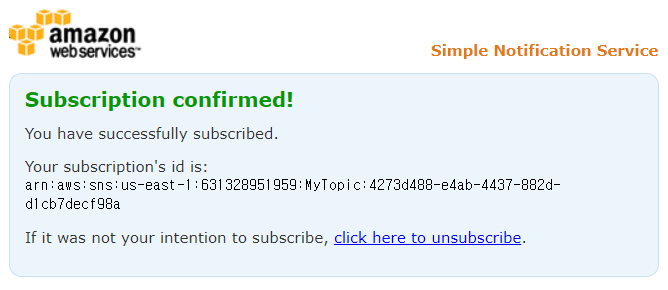 amazon
webservices™
Simple Notification Service
Subscription confirmed!
You have successfully subscribed.
Your subscription's id is:
arn:aws:sns:us-east-1:631328951959:MyTopic:4273d488-e4ab-4437-882d-
d1cb7decf98a
If it was not your intention to subscribe, click here to unsubscribe.